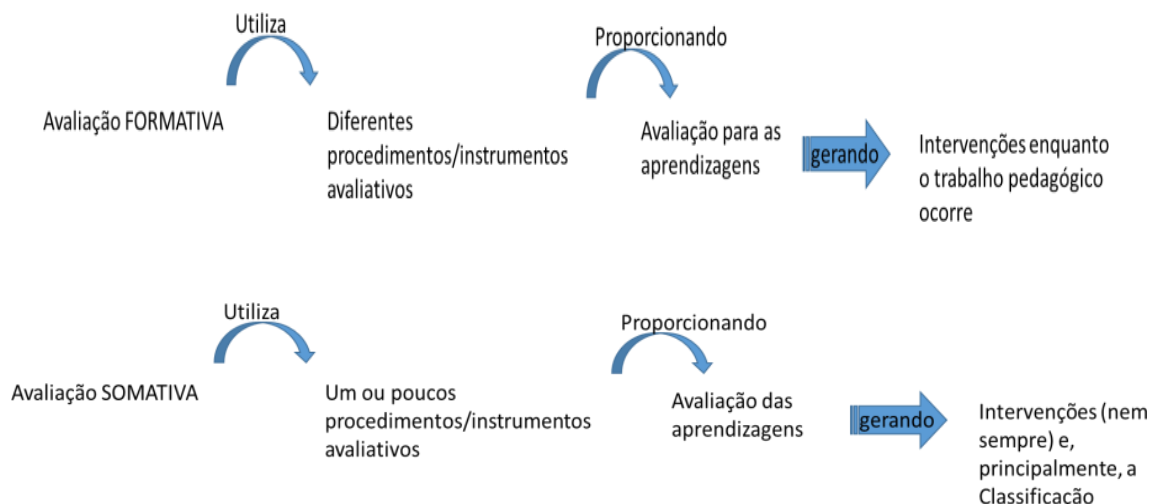 Utiliza
Proporcionando
Avaliação FORMATIVA
Diferentes
procedimentos/instrumentos
avaliativos
Avaliação para as
aprendizagens
gerando
Intervenções enquanto
o trabalho pedagógico
ocorre
Utiliza
Proporcionando
Avaliação SOMATIVA
Um ou poucos
procedimentos/instrumentos
avaliativos
Avaliação das
aprendizagens
gerando
Intervenções (nem
sempre) e,
principalmente, a
Classificação